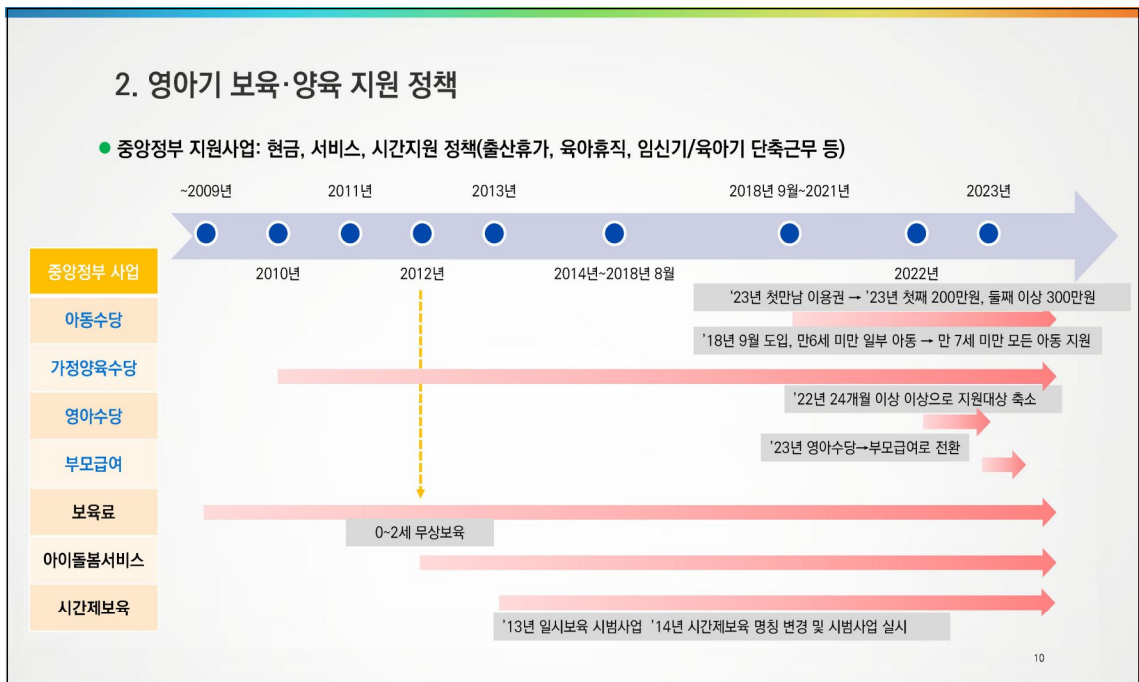 2. 영아기 보육·양육 지원 정책
● 중앙정부 지원사업: 현금, 서비스, 시간지원 정책(출산휴가, 육아휴직, 임신기/육아기 단축근무 등)
~2009년 2011년 2013년 2018년 9월~2021년 2023년
중앙정부 사업
2010년 2012년 2014년~2018년 8월 2022년
‘23년 첫만남 이용권 → ’23년 첫째 200만원, 둘째 이상 300만원
아동수당
’18년 9월 도입, 만6세 미만 일부 아동 → 만 7세 미만 모든 아동 지원
가정양육수당
’22년 24개월 이상 이상으로 지원대상 축소
영아수당
’23년 영아수당→부모급여로 전환
부모급여
보육료
0~2세 무상보육
아이돌봄서비스
시간제보육
’13년 일시보육 시범사업 ’14년 시간제보육 명칭 변경 및 시범사업 실시
10